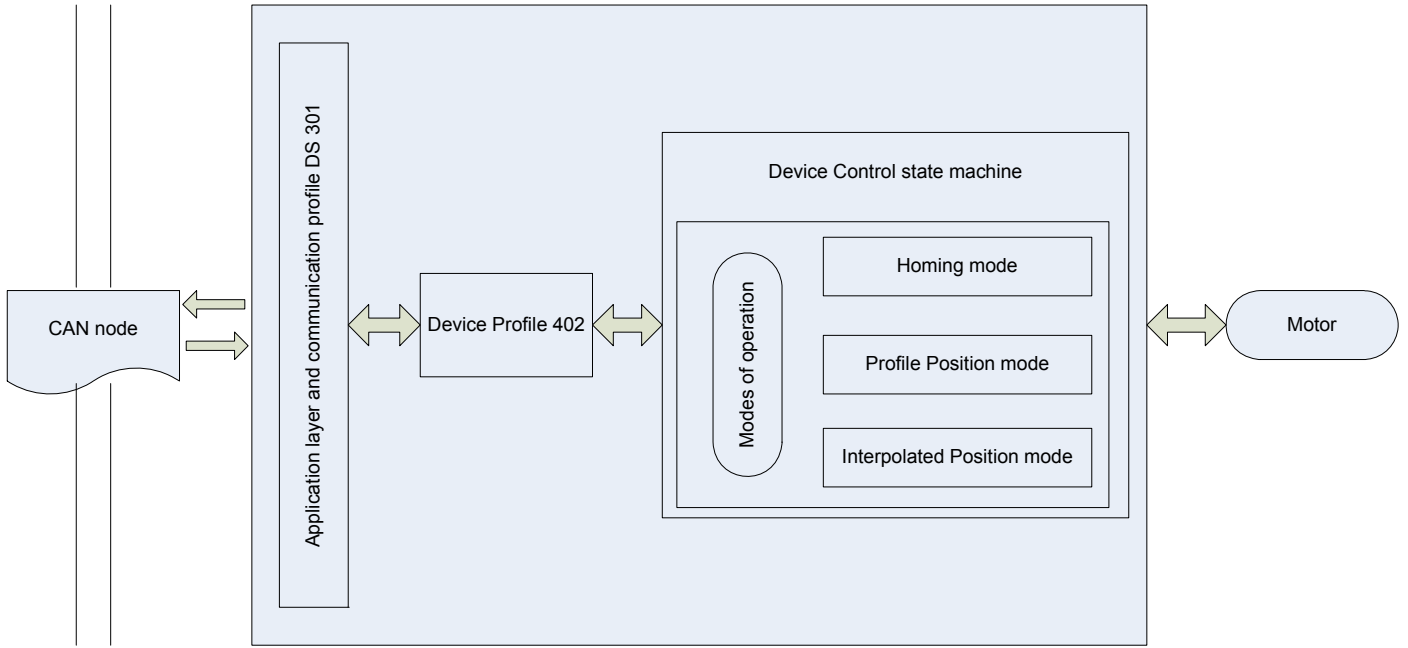 CAN node
Application layer and communication profile DS 301
Device Profile 402
Device Control state machine
Modes of operation
Homing mode
Profile Position mode
Interpolated Position mode
Motor